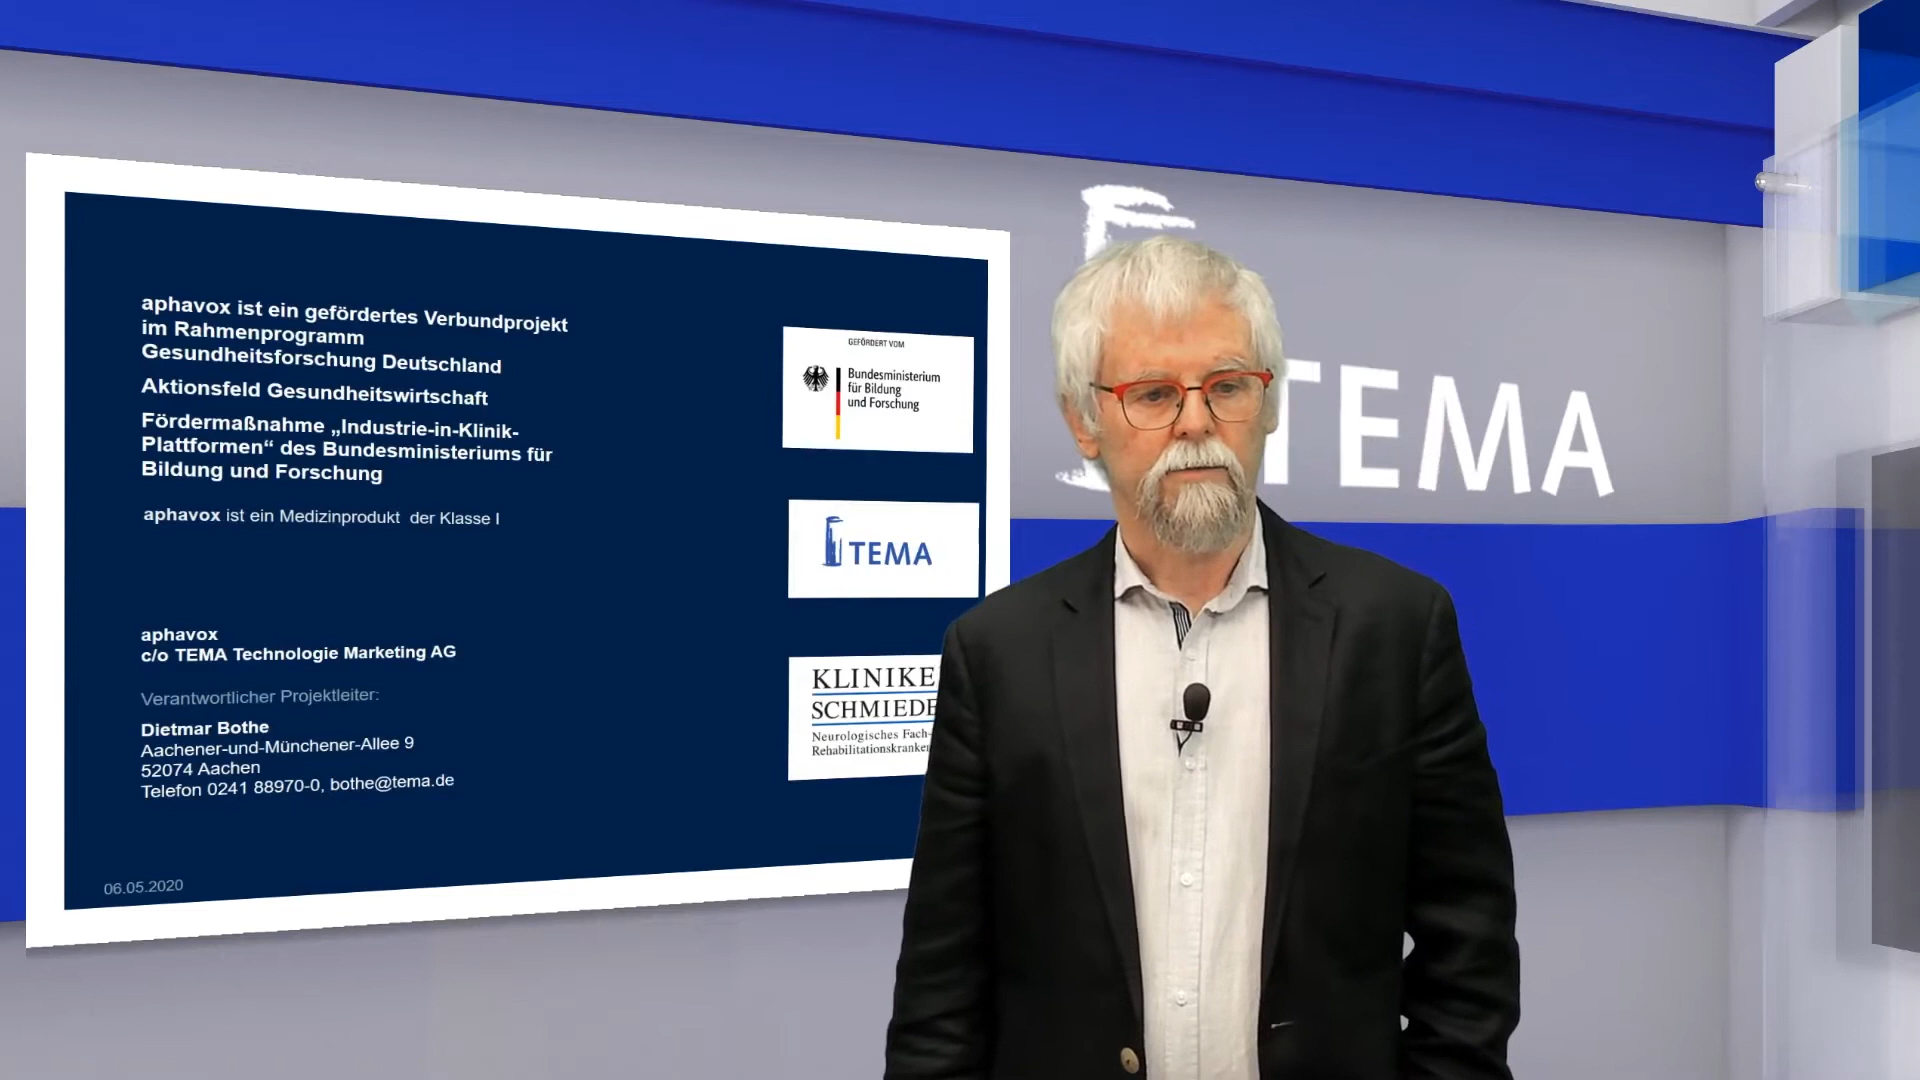 aphavox ist ein gefördertes Verbundprojekt
im Rahmenprogramm
Gesundheitsforschung Deutschland
Aktionsfeld Gesundheitswirtschaft
Fördermaßnahme „Industrie-in-Klinik-
Plattformen“ des Bundesministeriums für
Bildung und Forschung
aphavox ist ein Medizinprodukt der Klasse I
aphavox
c/o TEMA Technologie Marketing AG
Verantwortlicher Projektleiter:
Dietmar Bothe
Aachener-und-Münchener-Allee 9
52074 Aachen
Telefon 0241 88970-0, bothe@tema.de
06.05.2020
GEFÖRDERT VOM
Bundesministerium
für Bildung
und Forschung
TEMA
KLINIKE
SCHMIEDE
Neurologisches Fach-
Rehabilitationskranken
TEMA